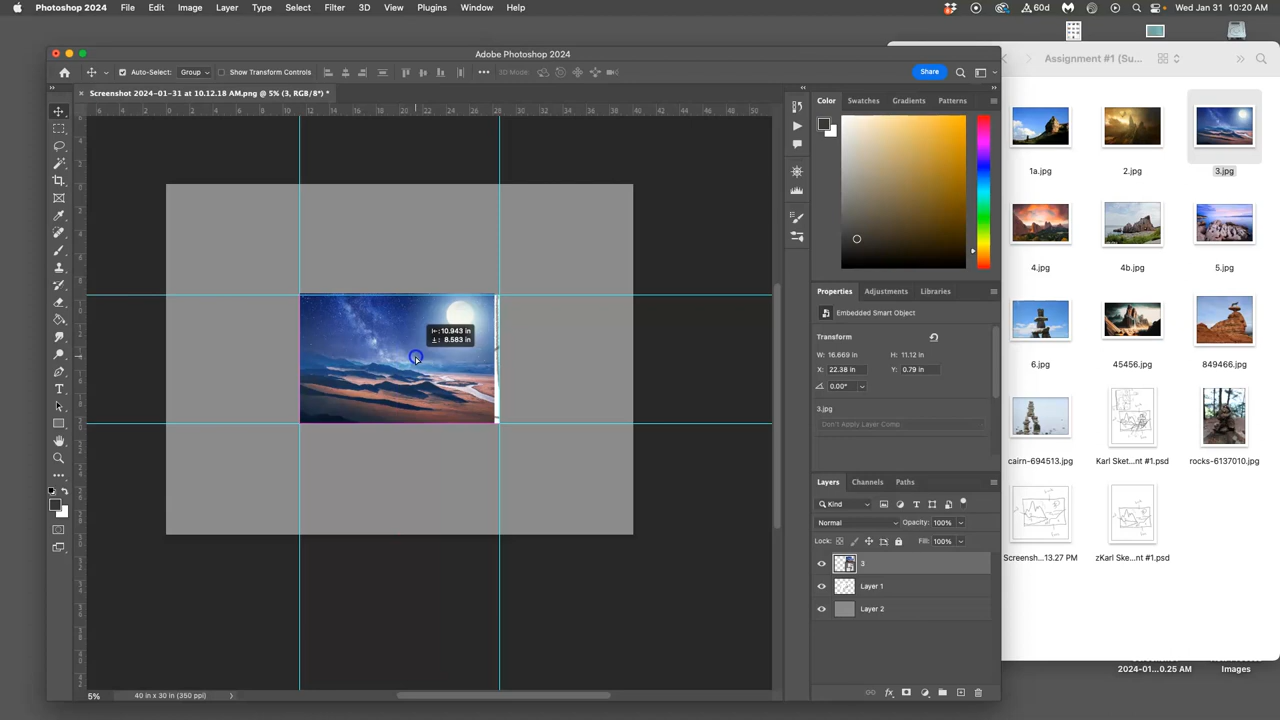 Photoshop 2024 File Edit Image Layer Type Select Filter 3D View Plugins Window Help 60d Wed Jan 31 10:20 AM
Adobe Photoshop 2024
Assignment #1 (Su...
Auto-Select: Group Show Transform Controls 3D Mode: Share
Screenshot 2024-01-31 at 10.12.18 AM.png @ 5% (3, RGB/8*) *
Color Swatches Gradients Patterns
1a.jpg 2.jpg 3.jpg
4.jpg 4b.jpg 5.jpg
Properties Adjustments Libraries
Embedded Smart Object
Transform
W: 16.669 in H: 11.12 in
X: 22.38 in Y: 0.79 in
0.00°
10.943 in
8.583 in
6.jpg 45456.jpg 849466.jpg
3.jpg
Don't Apply Layer Comp
cairn-694513.jpg Karl Sket...nt #1.psd rocks-6137010.jpg
Layers Channels Paths
Kind
Normal Opacity: 100%
Lock: Fill: 100%
3
Layer 1
Layer 2
Screensh...13.27 PM zKarl Ske...nt #1.psd
2024-01...0.25 AM Images
5% 40 in x 30 in (350 ppi)